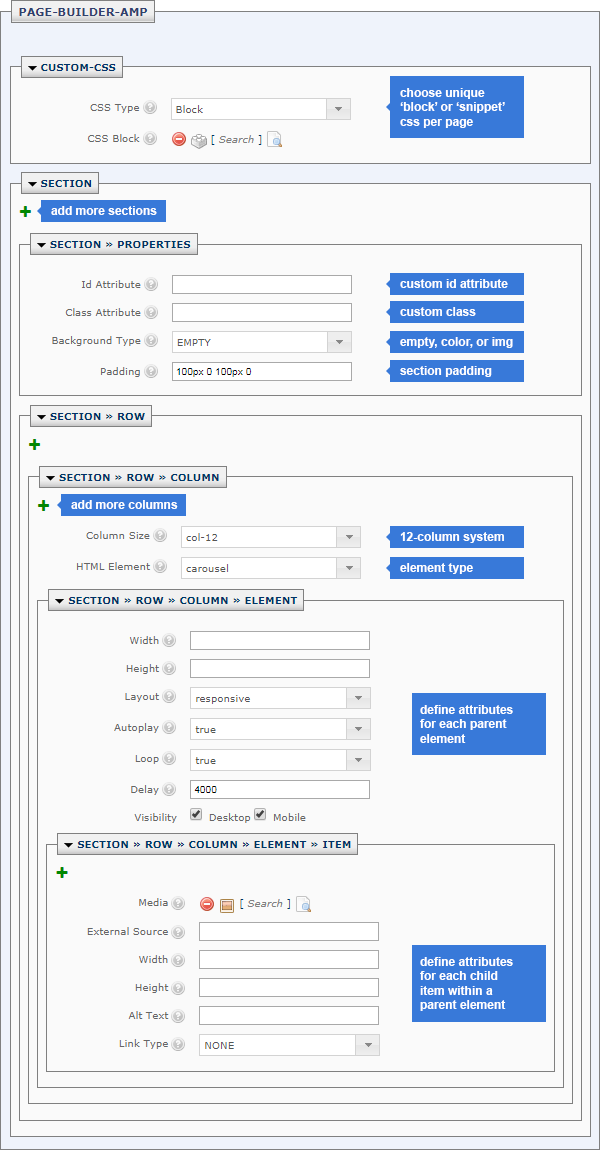 PAGE-BUILDER-AMP
CUSTOM-CSS
CSS Type ? Block
CSS Block ? [ Search ]
choose unique
‘block’ or ‘snippet’
css per page
SECTION
+ add more sections
SECTION » PROPERTIES
Id Attribute ? custom id attribute
Class Attribute ? custom class
Background Type ? EMPTY empty, color, or img
Padding ? 100px 0 100px 0 section padding
SECTION » ROW
+
SECTION » ROW » COLUMN
+ add more columns
Column Size ? col-12 12-column system
HTML Element ? carousel element type
SECTION » ROW » COLUMN » ELEMENT
Width ?
Height ?
Layout ? responsive
Autoplay ? true
Loop ? true
Delay ? 4000
Visibility Desktop Mobile
define attributes
for each parent
element
SECTION » ROW » COLUMN » ELEMENT » ITEM
+
Media ? [ Search ]
External Source ?
Width ?
Height ?
Alt Text ?
Link Type ? NONE
define attributes
for each child
item within a
parent element